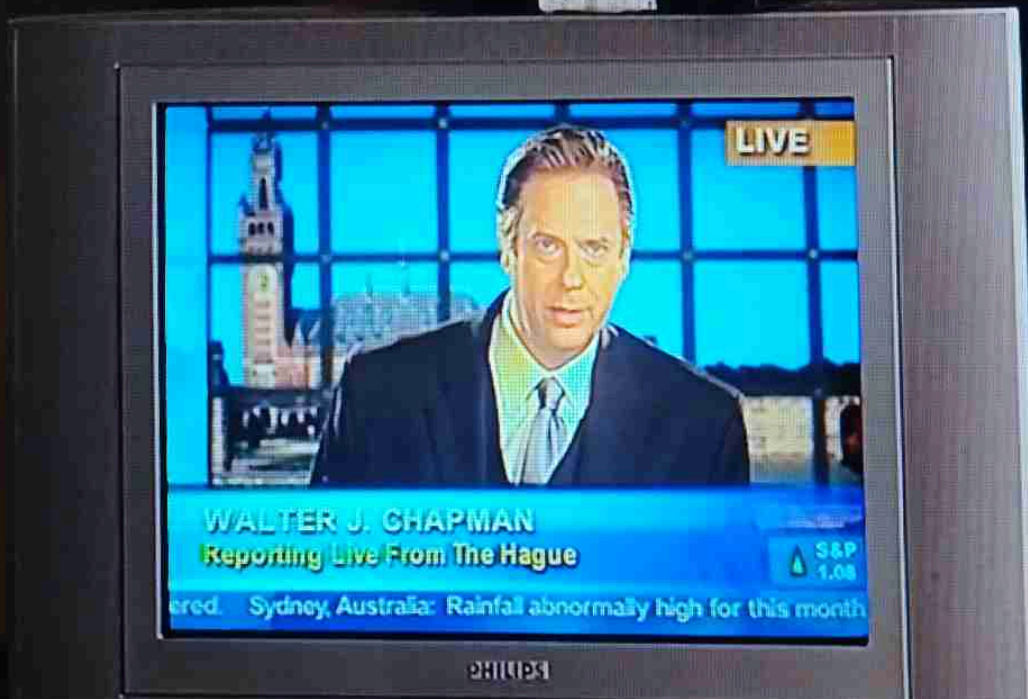 LIVE
WALTER J. CHAPMAN
Reporting Live From The Hague
S&P
1.08
ered. Sydney, Australia: Rainfall abnormally high for this month
PHILIPS